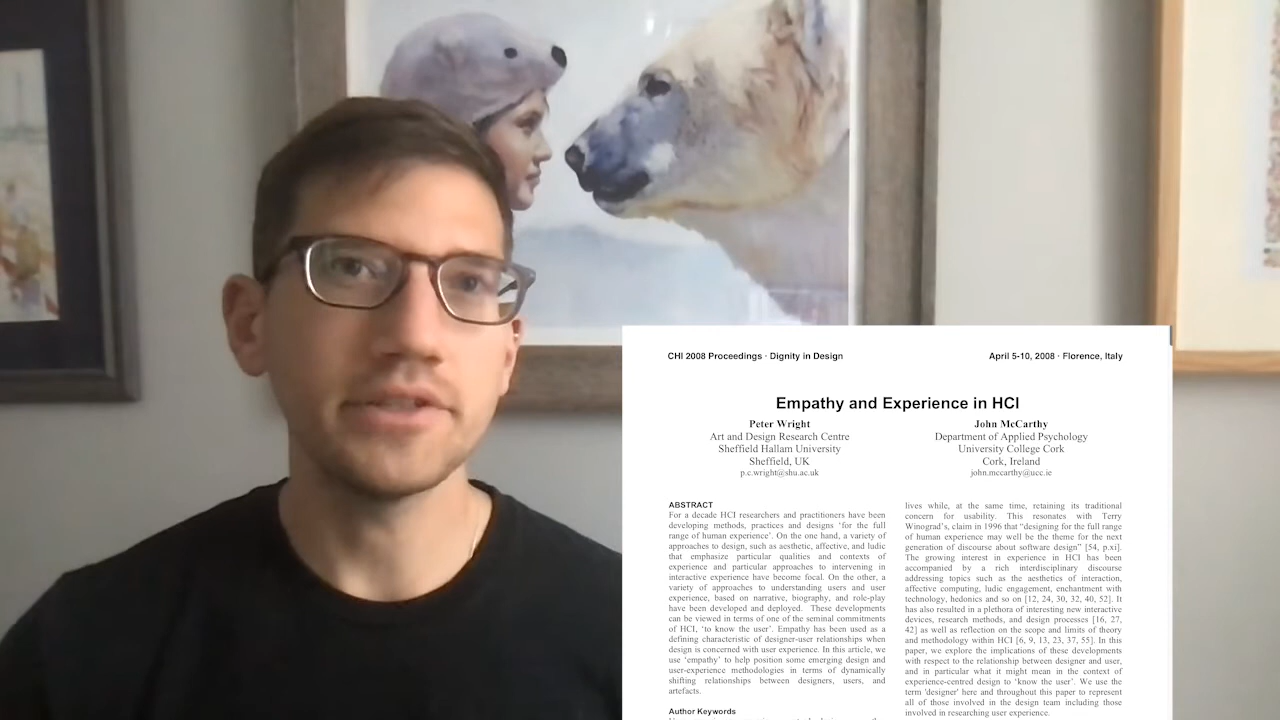 CHI 2008 Proceedings · Dignity in Design
April 5-10, 2008 · Florence, Italy
Empathy and Experience in HCI
Peter Wright
Art and Design Research Centre
Sheffield Hallam University
Sheffield, UK
p.c.wright@shu.ac.uk
John McCarthy
Department of Applied Psychology
University College Cork
Cork, Ireland
john.mccarthy@ucc.ie
ABSTRACT
For a decade HCI researchers and practitioners have been
developing methods, practices and designs ‘for the full
range of human experience’. On the one hand, a variety of
approaches to design, such as aesthetic, affective, and ludic
that emphasize particular qualities and contexts of
experience and particular approaches to intervening in
interactive experience have become focal. On the other, a
variety of approaches to understanding users and user
experience, based on narrative, biography, and role-play
have been developed and deployed. These developments
can be viewed in terms of one of the seminal commitments
of HCI, ‘to know the user’. Empathy has been used as a
defining characteristic of designer-user relationships when
design is concerned with user experience. In this article, we
use ‘empathy’ to help position some emerging design and
user-experience methodologies in terms of dynamically
shifting relationships between designers, users, and
artefacts.
Author Keywords
lives while, at the same time, retaining its traditional
concern for usability. This resonates with Terry
Winograd's, claim in 1996 that “designing for the full range
of human experience may well be the theme for the next
generation of discourse about software design” [54, p.xi].
The growing interest in experience in HCI has been
accompanied by a rich interdisciplinary discourse
addressing topics such as the aesthetics of interaction,
affective computing, ludic engagement, enchantment with
technology, hedonics and so on [12, 24, 30, 32, 40, 52]. It
has also resulted in a plethora of interesting new interactive
devices, research methods, and design processes [16, 27,
42] as well as reflection on the scope and limits of theory
and methodology within HCI [6, 9, 13, 23, 37, 55]. In this
paper, we explore the implications of these developments
with respect to the relationship between designer and user,
and in particular what it might mean in the context of
experience-centred design to ‘know the user’. We use the
term 'designer' here and throughout this paper to represent
all of those involved in the design team including those
involved in researching user experience.